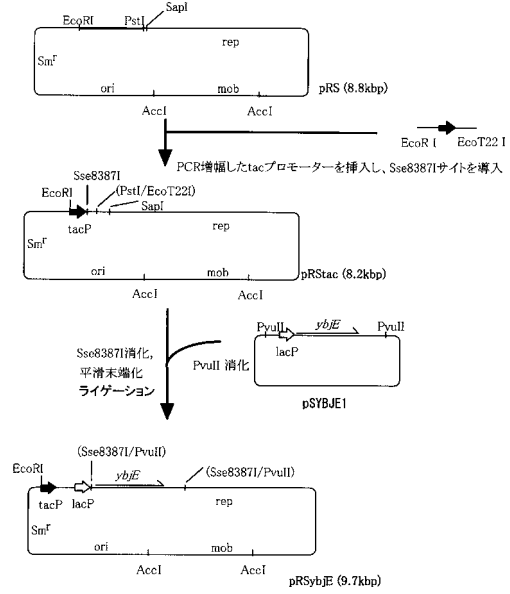 SapI
EcoRI
PstI
rep
Smr
ori
mob
pRS (8.8kbp)
AccI
AccI
EcoR I
EcoT22 I
PCR増幅したtacプロモーターを挿入し、Sse8387Iサイトを導入
Sse8387I
EcoRI
(PstI/EcoT22I)
SapI
tacP
rep
Smr
ori
mob
pRStac (8.2kbp)
AccI
AccI
PvuII
ybjE
PvuII
lacP
Sse8387I消化,
平滑末端化
ライゲーション
PvuII 消化
pSYBJE1
(Sse8387I/PvuII)
EcoRI
ybjE
(Sse8387I/PvuII)
tacP
lacP
rep
Smr
ori
mob
AccI
AccI
pRSybjE (9.7kbp)